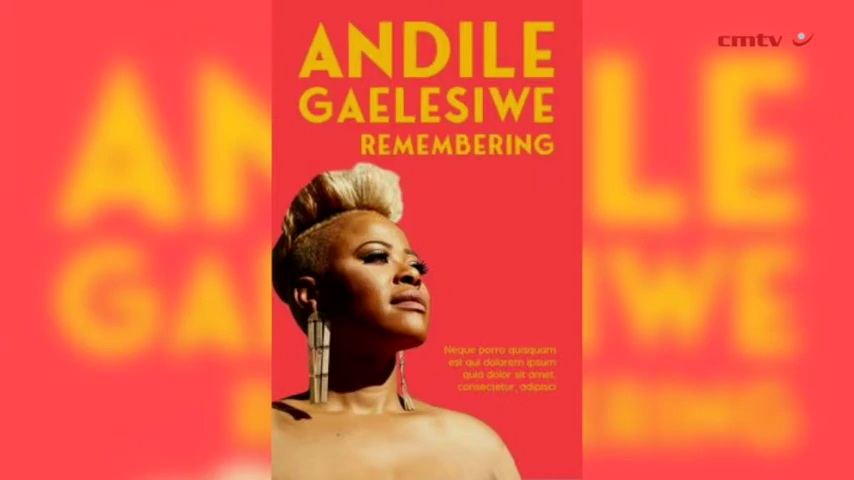 cmtv
ANDILE
GAELESIWE
REMEMBERING
Neque porro quisquam
est qui dolorem ipsum
quia dolor sit amet,
consectetur, adipisci